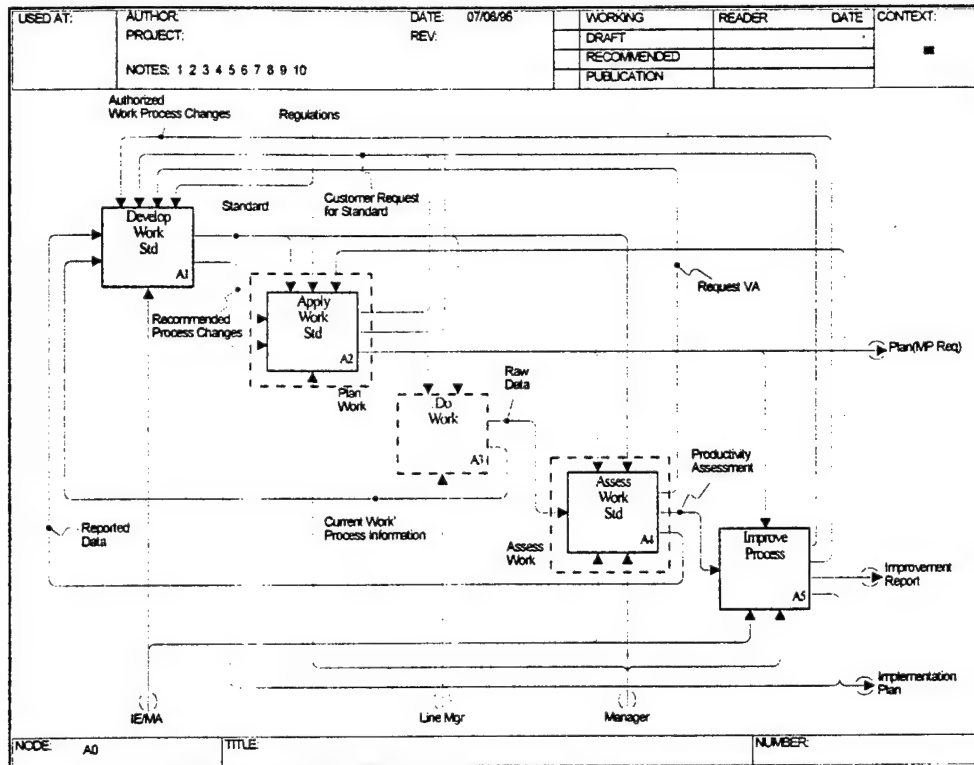 USED AT:
AUTHOR:
DATE: 07/08/96
WORKING
READER
DATE
CONTEXT:
PROJECT:
REV:
DRAFT
RECOMMENDED
NOTES: 1 2 3 4 5 6 7 8 9 10
PUBLICATION
Authorized
Work Process Changes
Regulations
Standard
Customer Request
for Standard
Develop
Work
Std
A1
Request VA
Recommended
Process Changes
Apply
Work
Std
A2
Plan(MP Req)
Plan
Work
Raw
Data
Do
Work
A3
Productivity
Assessment
Assess
Work
Std
A4
Reported
Data
Current Work'
Process Information
Assess
Work
Improve
Process
A5
Improvement
Report
Implementation
Plan
IE/MA
Line Mgr
Manager
NODE: A0
TITLE:
NUMBER: